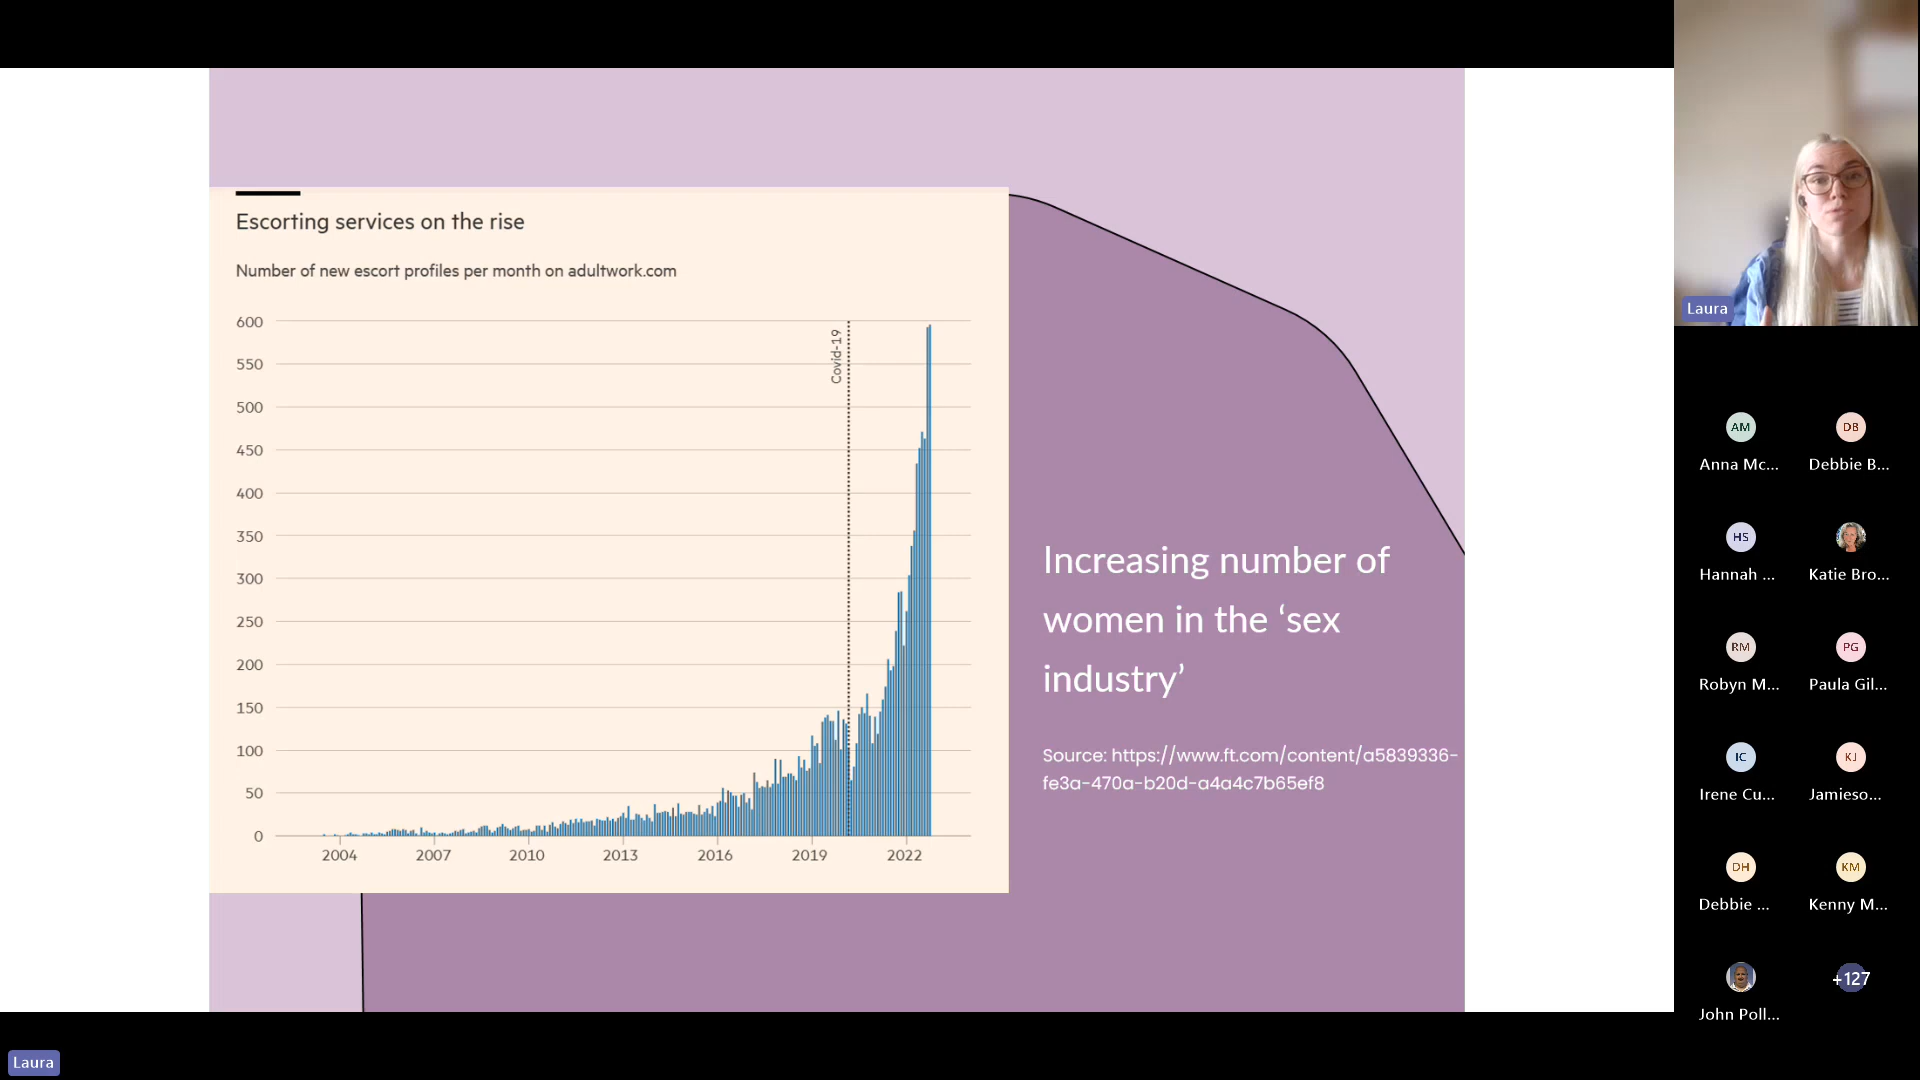 Escorting services on the rise
Number of new escort profiles per month on adultwork.com
600
550
500
450
400
350
300
250
200
150
100
50
0
Covid-19
2004 2007 2010 2013 2016 2019 2022
Increasing number of
women in the ‘sex
industry’
Source: https://www.ft.com/content/a5839336-
fe3a-470a-b20d-a4a4c7b65ef8
Laura
AM DB
Anna Mc... Debbie B...
HS
Hannah ... Katie Bro...
RM PG
Robyn M... Paula Gil...
IC KJ
Irene Cu... Jamieso...
DH KM
Debbie ... Kenny M...
+127
John Poll...
Laura